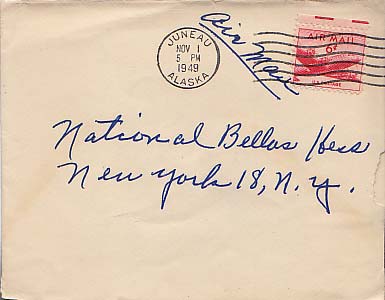 JUNEAU
NOV 1
5 PM
1949
ALASKA
Air Mail
AIR MAIL
6¢
National Bellas Hess
New York 18, N.Y.